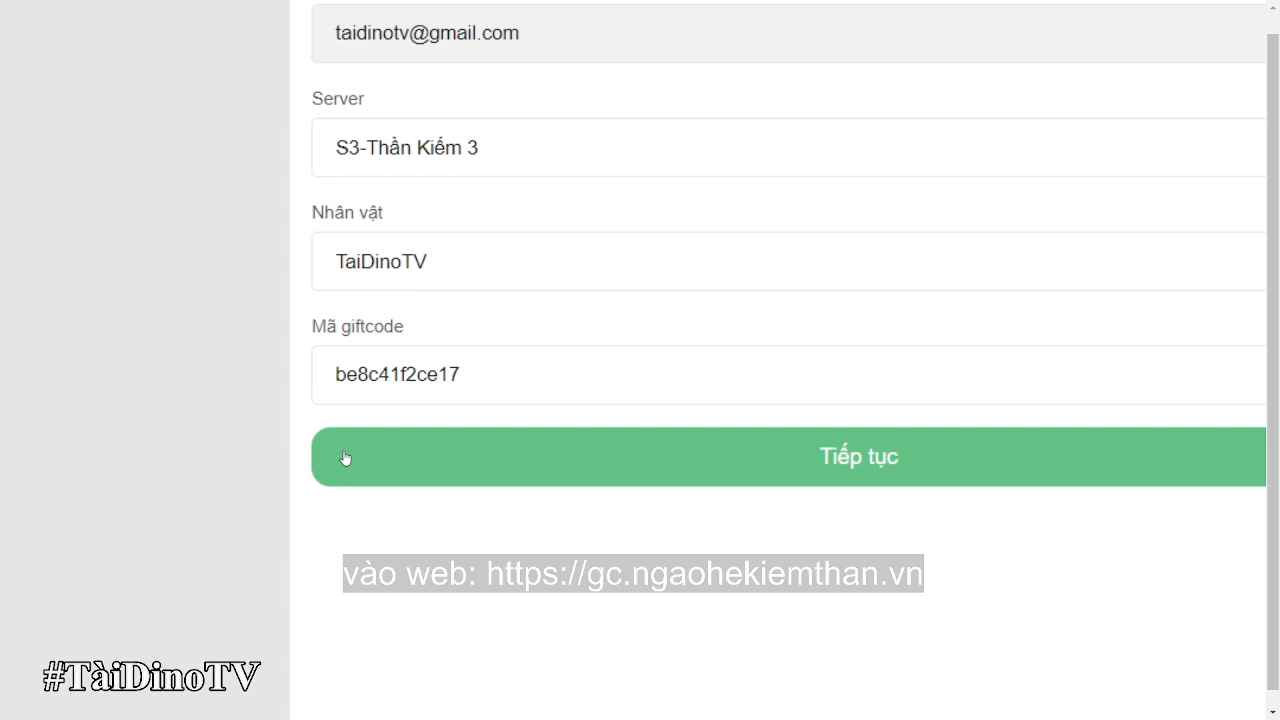 taidinotv@gmail.com
Server
S3-Thần Kiếm 3
Nhân vật
TaiDinoTV
Mã giftcode
be8c41f2ce17
Tiếp tục
vào web: https://gc.ngaohekiemthan.vn
#TàiDinoTV